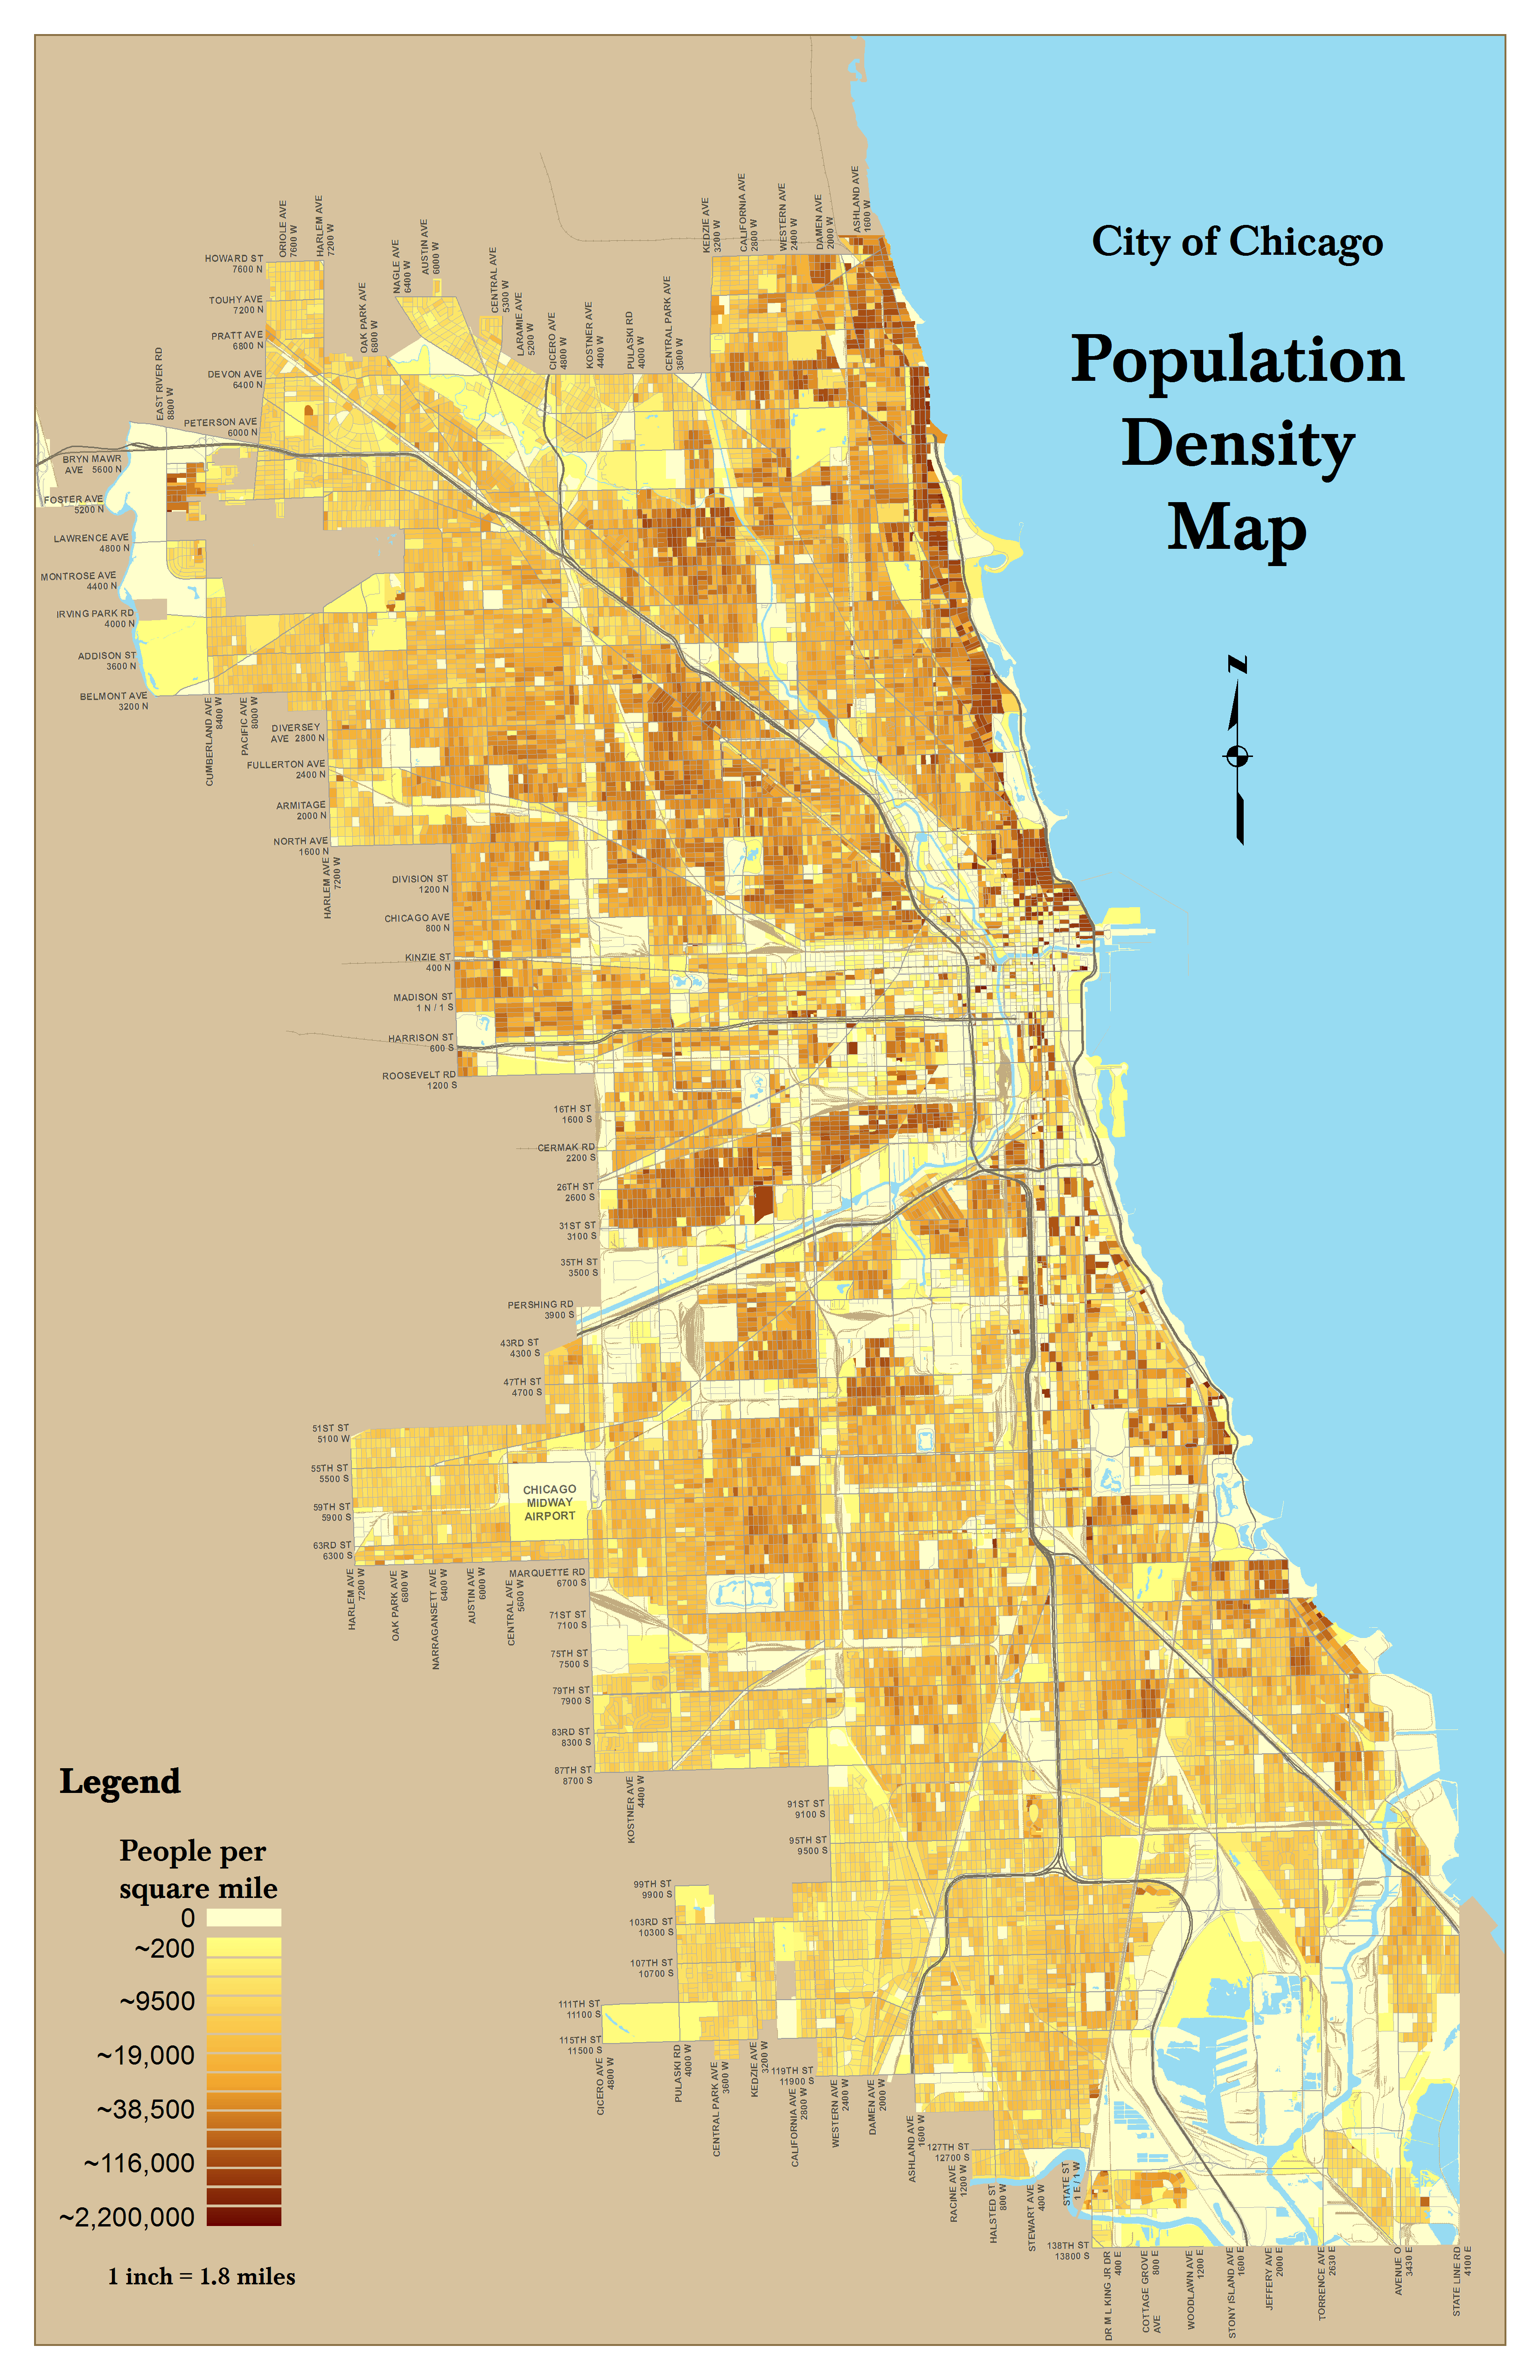 City of Chicago
Population
Density
Map
N
ORIOLE AVE
7600 W
HARLEM AVE
7200 W
OAK PARK AVE
6800 W
NAGLE AVE
6400 W
AUSTIN AVE
6000 W
CENTRAL AVE
5300 W
LARAMIE AVE
5200 W
CICERO AVE
4800 W
KOSTNER AVE
4400 W
PULASKI RD
4000 W
CENTRAL PARK AVE
3600 W
KEDZIE AVE
3200 W
CALIFORNIA AVE
2800 W
WESTERN AVE
2400 W
DAMEN AVE
2000 W
ASHLAND AVE
1600 W
HOWARD ST
7600 N
TOUHY AVE
7200 N
PRATT AVE
6800 N
DEVON AVE
6400 N
EAST RIVER RD
8800 W
PETERSON AVE
6000 N
BRYN MAWR
AVE 5600 N
FOSTER AVE
5200 N
LAWRENCE AVE
4800 N
MONTROSE AVE
4400 N
IRVING PARK RD
4000 N
ADDISON ST
3600 N
BELMONT AVE
3200 N
CUMBERLAND AVE
8400 W
PACIFIC AVE
8000 W
DIVERSEY
AVE 2800 N
FULLERTON AVE
2400 N
ARMITAGE
2000 N
NORTH AVE
1600 N
HARLEM AVE
7200 W
DIVISION ST
1200 N
CHICAGO AVE
800 N
KINZIE ST
400 N
MADISON ST
1 N / 1 S
HARRISON ST
600 S
ROOSEVELT RD
1200 S
16TH ST
1600 S
CERMAK RD
2200 S
26TH ST
2600 S
31ST ST
3100 S
35TH ST
3500 S
PERSHING RD
3900 S
43RD ST
4300 S
47TH ST
4700 S
51ST ST
5100 W
55TH ST
5500 S
59TH ST
5900 S
63RD ST
6300 S
CHICAGO
MIDWAY
AIRPORT
HARLEM AVE
7200 W
OAK PARK AVE
6800 W
NARRAGANSETT AVE
6400 W
AUSTIN AVE
6000 W
CENTRAL AVE
5600 W
MARQUETTE RD
6700 S
71ST ST
7100 S
75TH ST
7500 S
79TH ST
7900 S
83RD ST
8300 S
87TH ST
8700 S
KOSTNER AVE
4400 W
91ST ST
9100 S
95TH ST
9500 S
99TH ST
9900 S
103RD ST
10300 S
107TH ST
10700 S
111TH ST
11100 S
115TH ST
11500 S
CICERO AVE
4800 W
PULASKI RD
4000 W
CENTRAL PARK AVE
3600 W
KEDZIE AVE
3200 W
119TH ST
11900 S
CALIFORNIA AVE
2800 W
WESTERN AVE
2400 W
DAMEN AVE
2000 W
ASHLAND AVE
1600 W
127TH ST
12700 S
RACINE AVE
1200 W
HALSTED ST
800 W
STEWART AVE
400 W
STATE ST
1 E / 1 W
138TH ST
13800 S
DR M L KING JR DR
400 E
COTTAGE GROVE
AVE 800 E
WOODLAWN AVE
1200 E
STONY ISLAND AVE
1600 E
JEFFERY AVE
2000 E
TORRENCE AVE
2630 E
AVENUE O
3430 E
STATE LINE RD
4100 E
Legend
People per
square mile
0
~200
~9500
~19,000
~38,500
~116,000
~2,200,000
1 inch = 1.8 miles